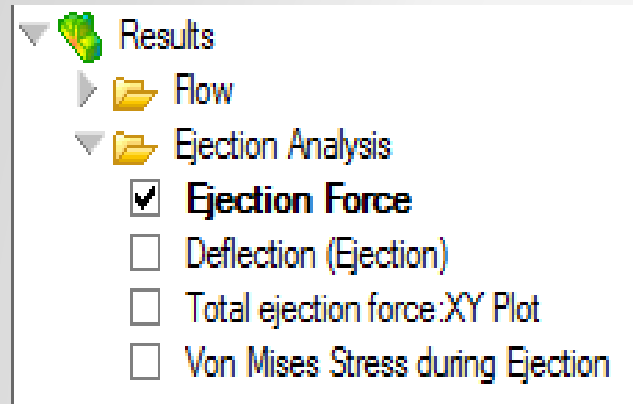 Results
Flow
Ejection Analysis
Ejection Force
Deflection (Ejection)
Total ejection force:XY Plot
Von Mises Stress during Ejection